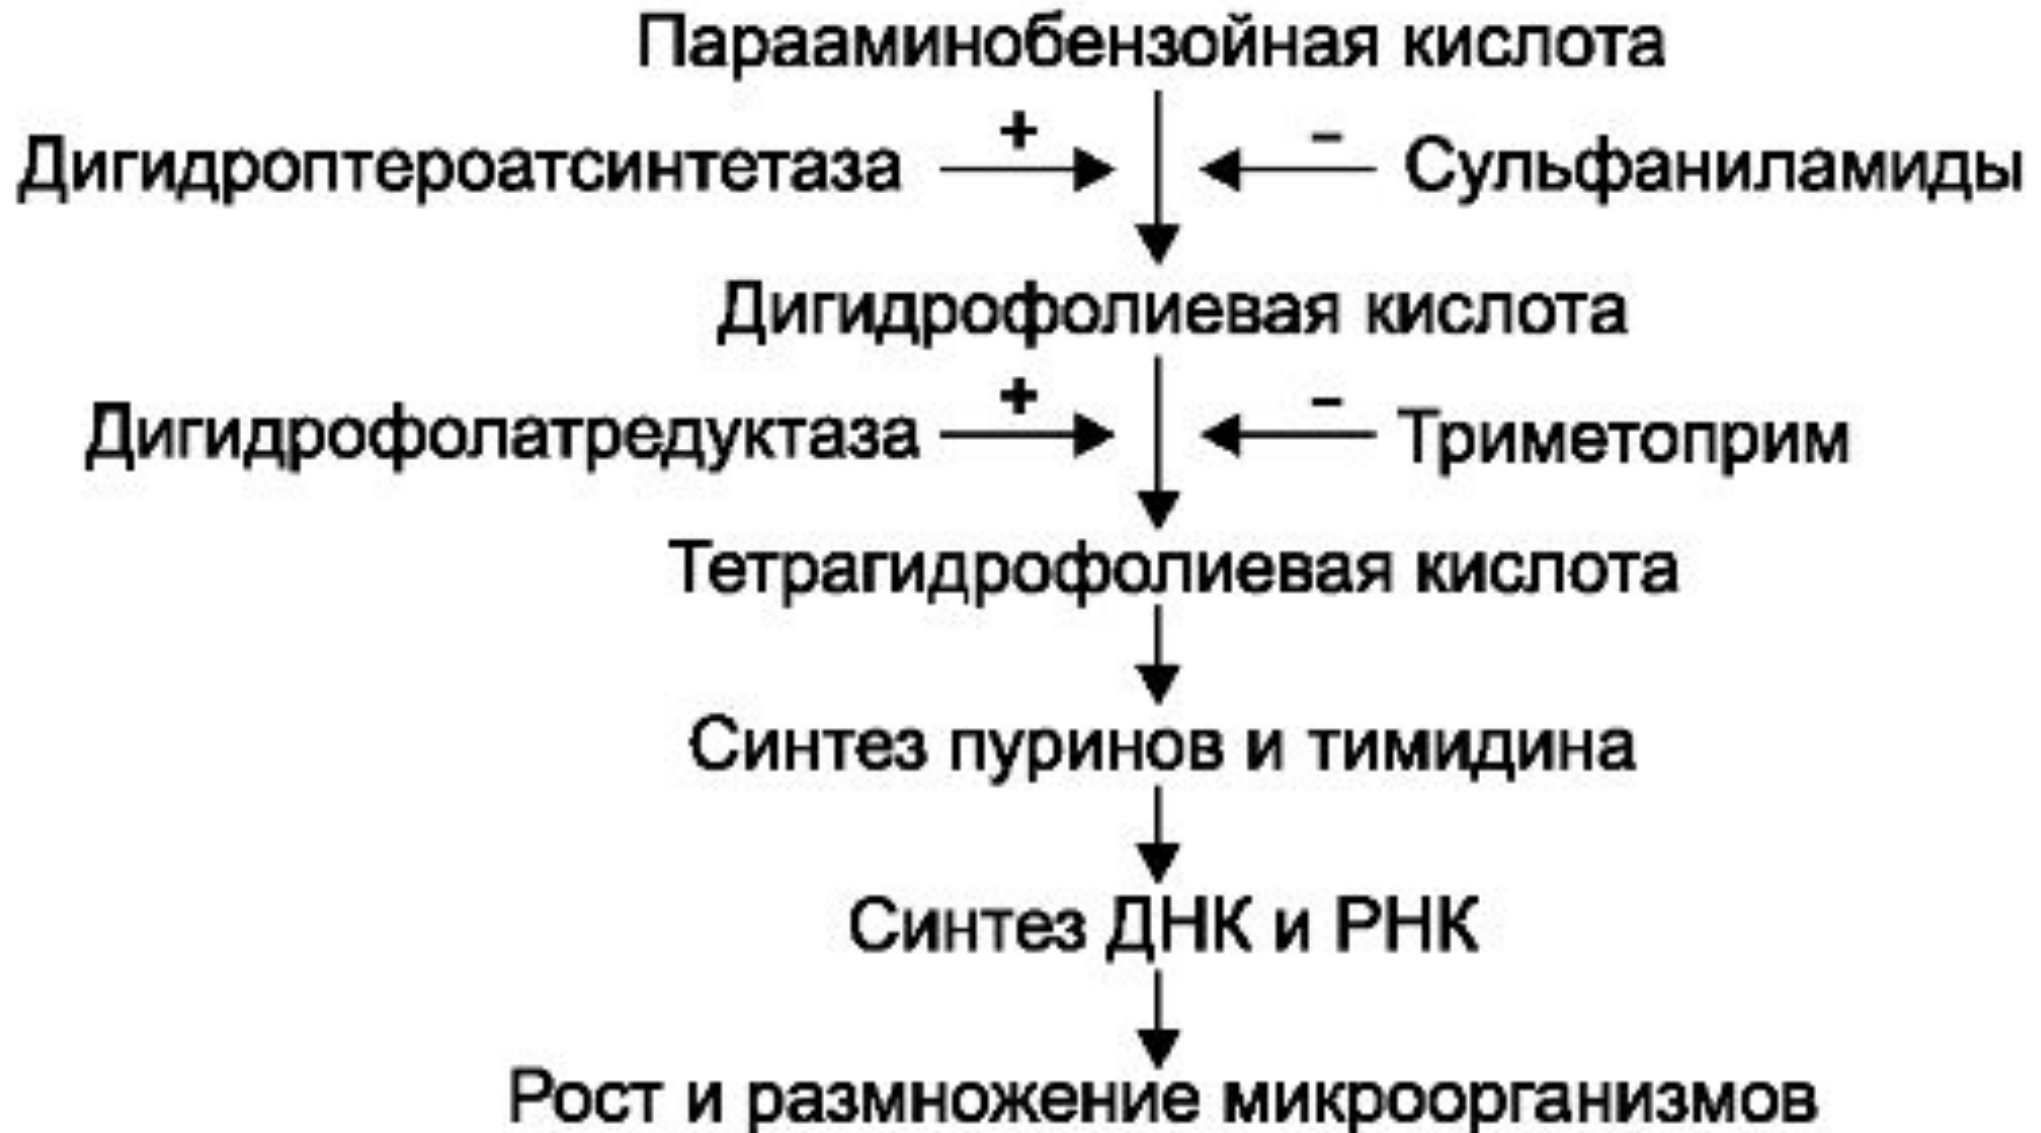 Парааминобензойная кислота
+ –
Дигидроптероатсинтетаза Сульфаниламиды
Дигидрофолиевая кислота
+ –
Дигидрофолатредуктаза Триметоприм
Тетрагидрофолиевая кислота
Синтез пуринов и тимидина
Синтез ДНК и РНК
Рост и размножение микроорганизмов